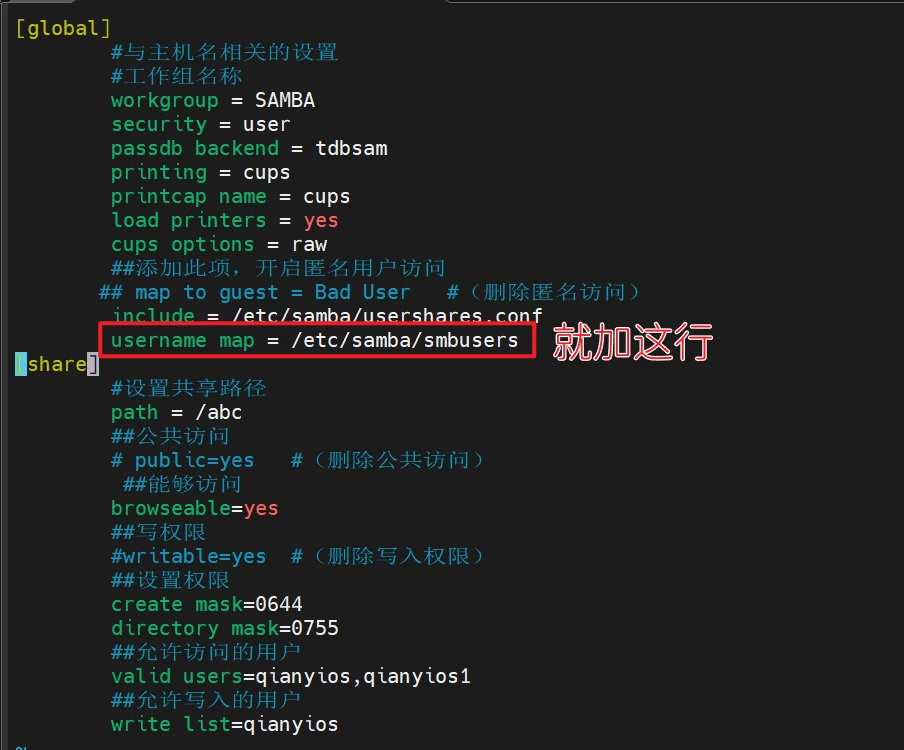 [global]
#与主机名相关的设置
#工作组名称
workgroup = SAMBA
security = user
passdb backend = tdbsam
printing = cups
printcap name = cups
load printers = yes
cups options = raw
##添加此项，开启匿名用户访问
## map to guest = Bad User   #（删除匿名访问）
include = /etc/samba/usershares.conf
username map = /etc/samba/smbusers 就加这行
[share]
#设置共享路径
path = /abc
##公共访问
# public=yes   #（删除公共访问）
##能够访问
browseable=yes
##写权限
#writable=yes  #（删除写入权限）
##设置权限
create mask=0644
directory mask=0755
##允许访问的用户
valid users=qianyios,qianyios1
##允许写入的用户
write list=qianyios